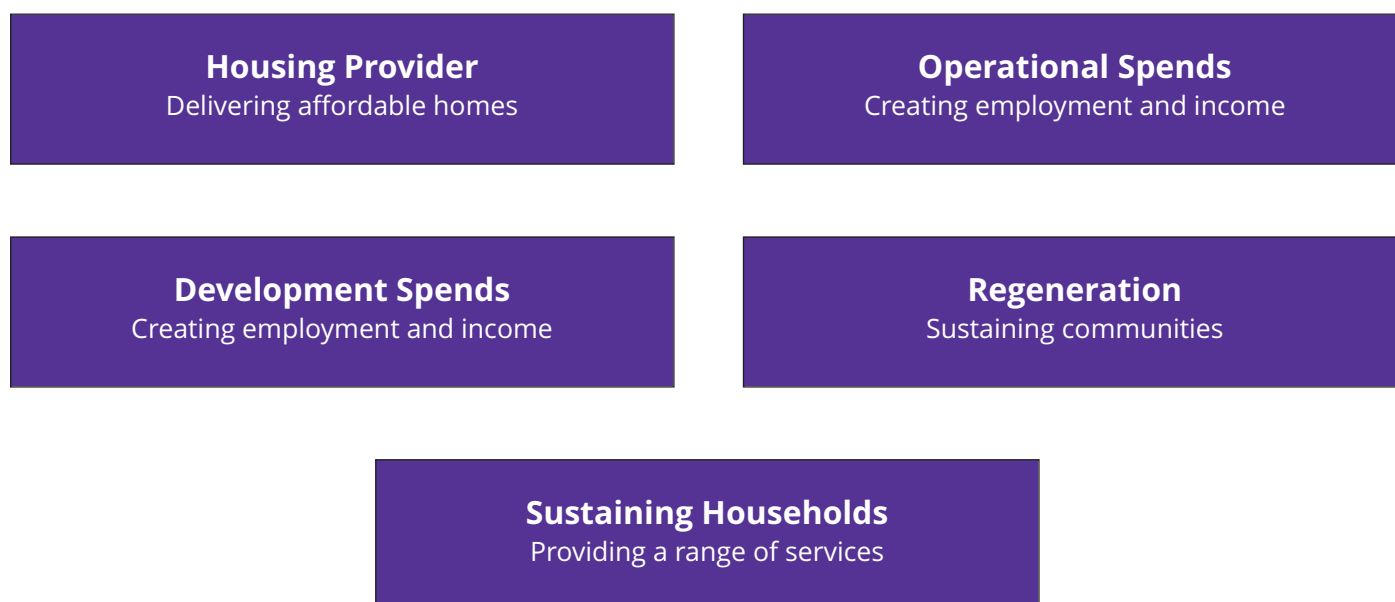 Housing Provider
Delivering affordable homes
Operational Spends
Creating employment and income
Development Spends
Creating employment and income
Regeneration
Sustaining communities
Sustaining Households
Providing a range of services